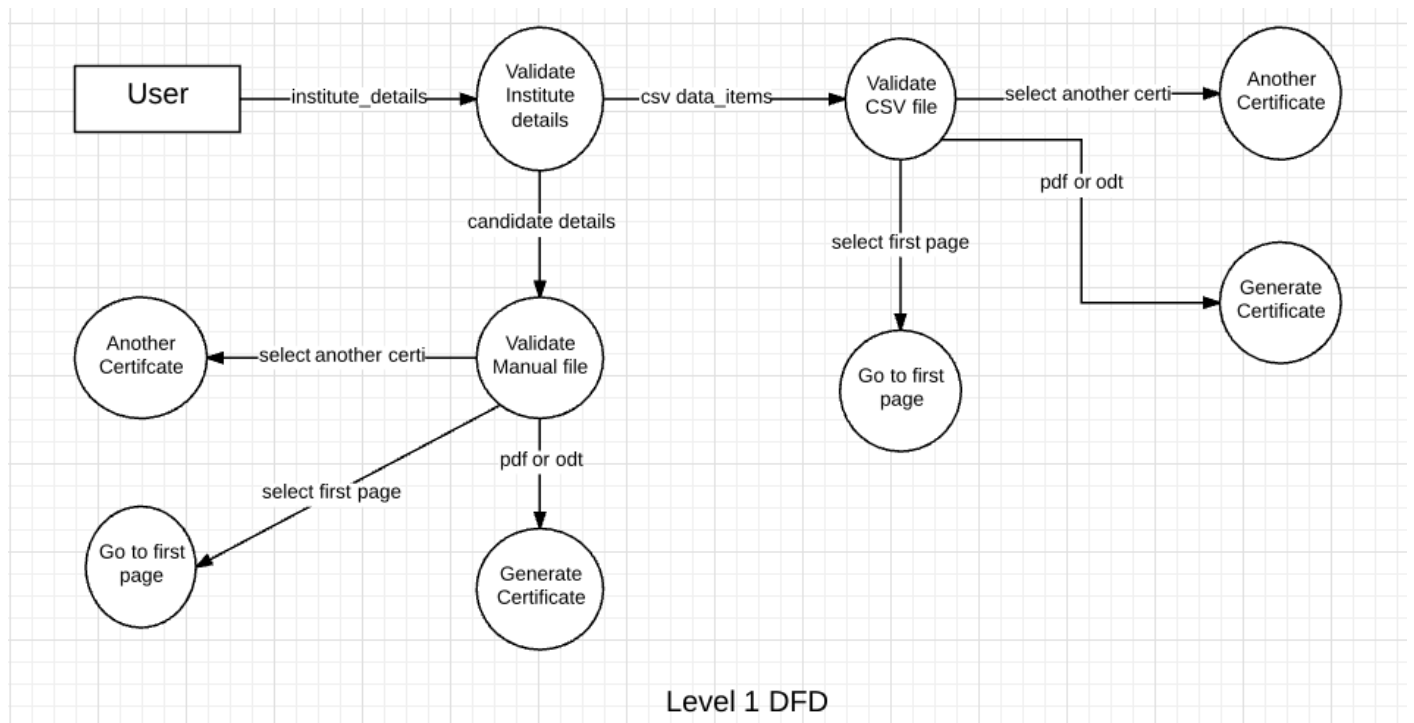 User
institute_details
Validate
Institute
details
csv data_items
Validate
CSV file
select another certi
Another
Certificate
pdf or odt
candidate details
select first page
Generate
Certificate
Another
Certifcate
select another certi
Validate
Manual file
Go to first
page
pdf or odt
select first page
Go to first
page
Generate
Certificate
Level 1 DFD